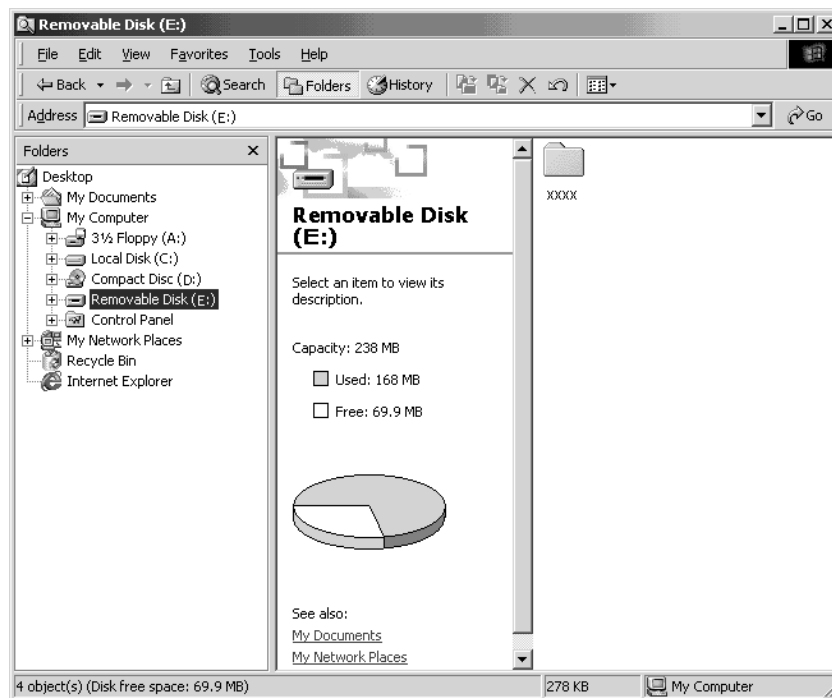 Removable Disk (E:)
File Edit View Favorites Tools Help
Back Search Folders History
Address Removable Disk (E:) Go
Folders
Desktop
My Documents
My Computer
3½ Floppy (A:)
Local Disk (C:)
Compact Disc (D:)
Removable Disk (E:)
Control Panel
My Network Places
Recycle Bin
Internet Explorer
Removable Disk
(E:)
Select an item to view its
description.
Capacity: 238 MB
Used: 168 MB
Free: 69.9 MB
See also:
My Documents
My Network Places
xxxx
4 object(s) (Disk free space: 69.9 MB) 278 KB My Computer